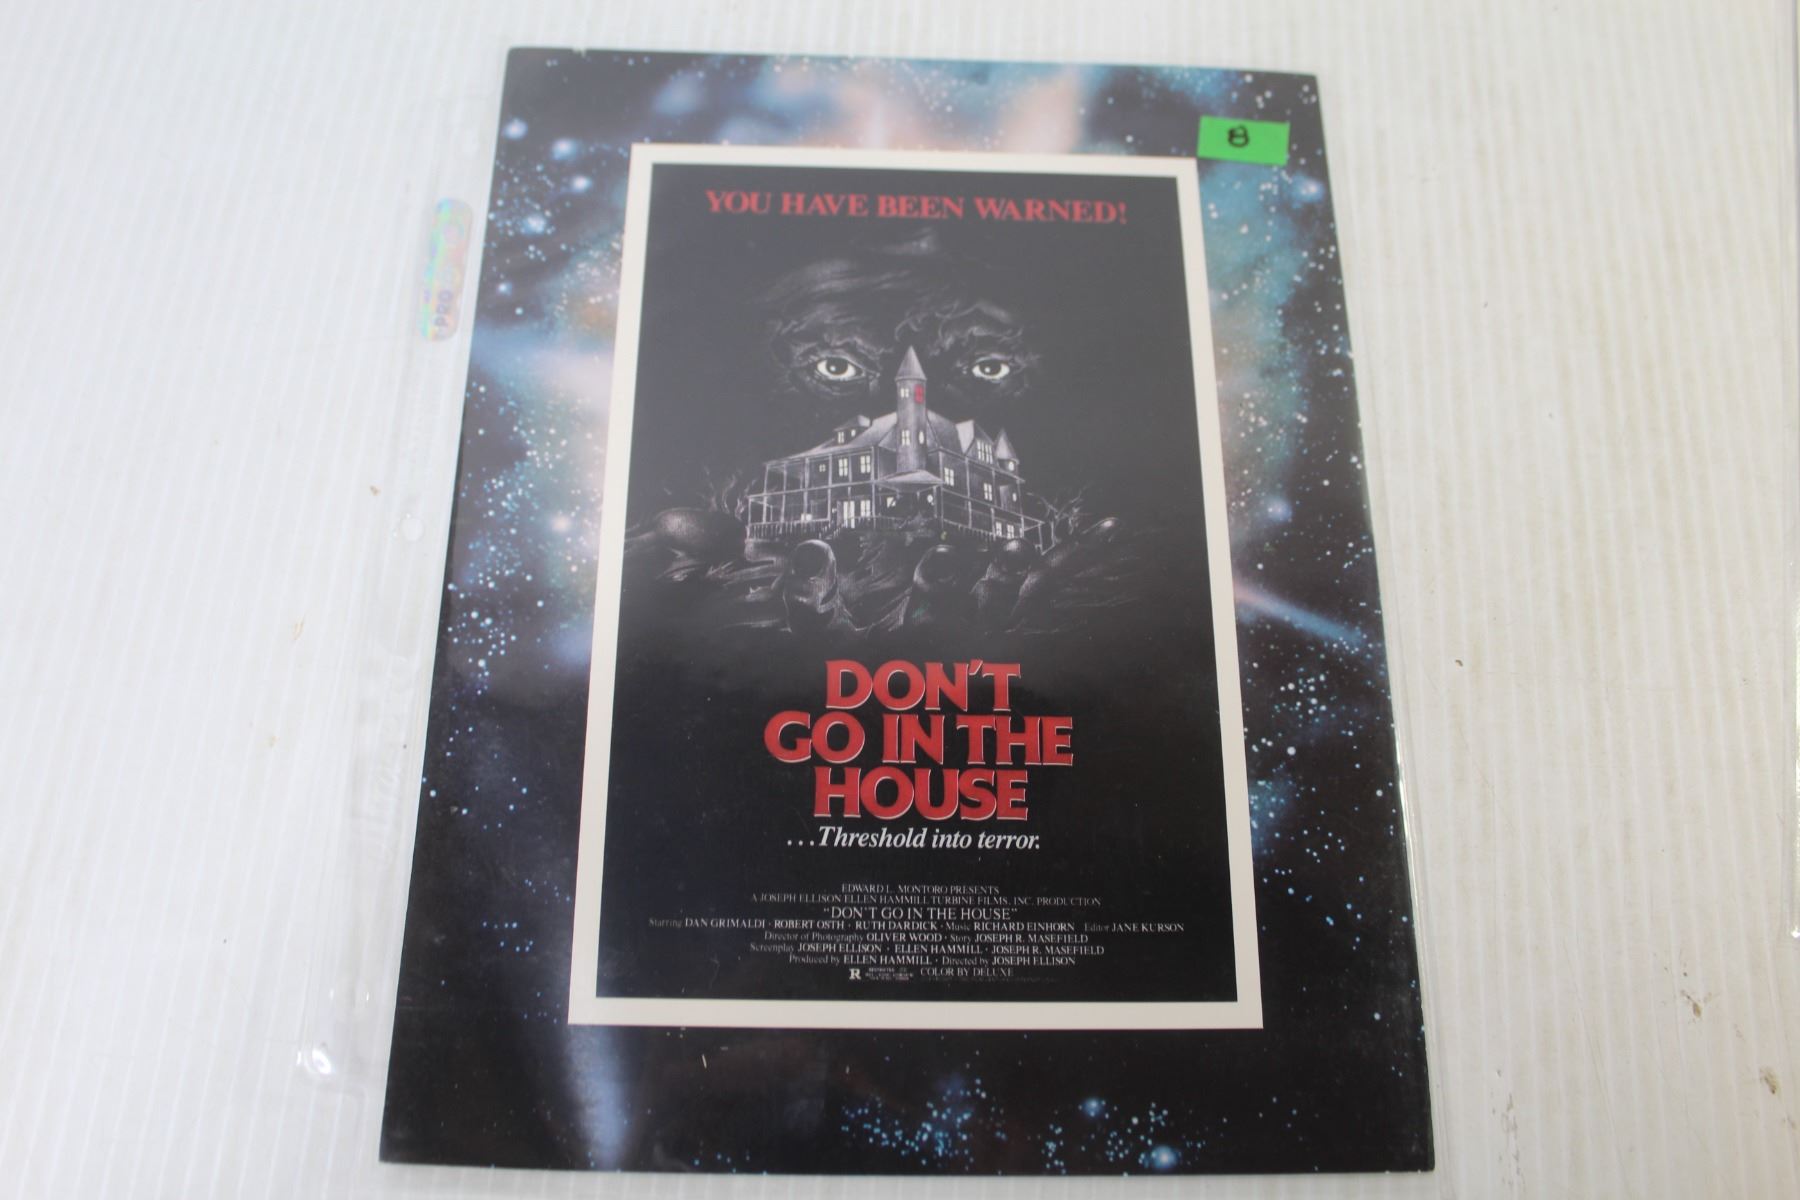 8
PRO
YOU HAVE BEEN WARNED!
DON'T
GO IN THE
HOUSE
...Threshold into terror.
EDWARD L. MONTORO PRESENTS
A JOSEPH ELLISON ELLEN HAMMILL TURBINE FILMS, INC. PRODUCTION
"DON'T GO IN THE HOUSE"
Starring DAN GRIMALDI · ROBERT OSTH · RUTH DARDICK · Music RICHARD EINHORN Editor JANE KURSON
Director of Photography OLIVER WOOD · Story JOSEPH R. MASEFIELD
Screenplay JOSEPH ELLISON · ELLEN HAMMILL · JOSEPH R. MASEFIELD
Produced by ELLEN HAMMILL · Directed by JOSEPH ELLISON
R RESTRICTED COLOR BY DELUXE